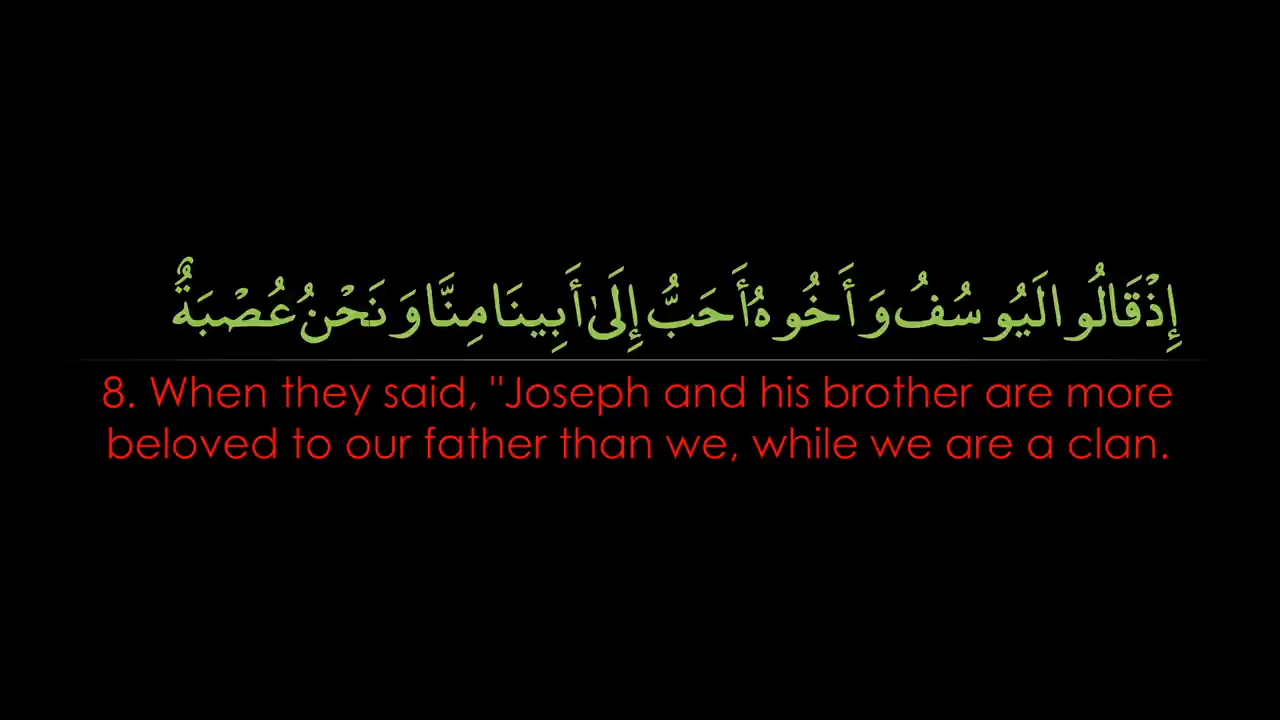 إِذْ قَالُوا لَيُوسُفُ وَأَخُوهُ أَحَبُّ إِلَىٰ أَبِينَا مِنَّا وَنَحْنُ عُصْبَةٌ
8. When they said, "Joseph and his brother are more
beloved to our father than we, while we are a clan.